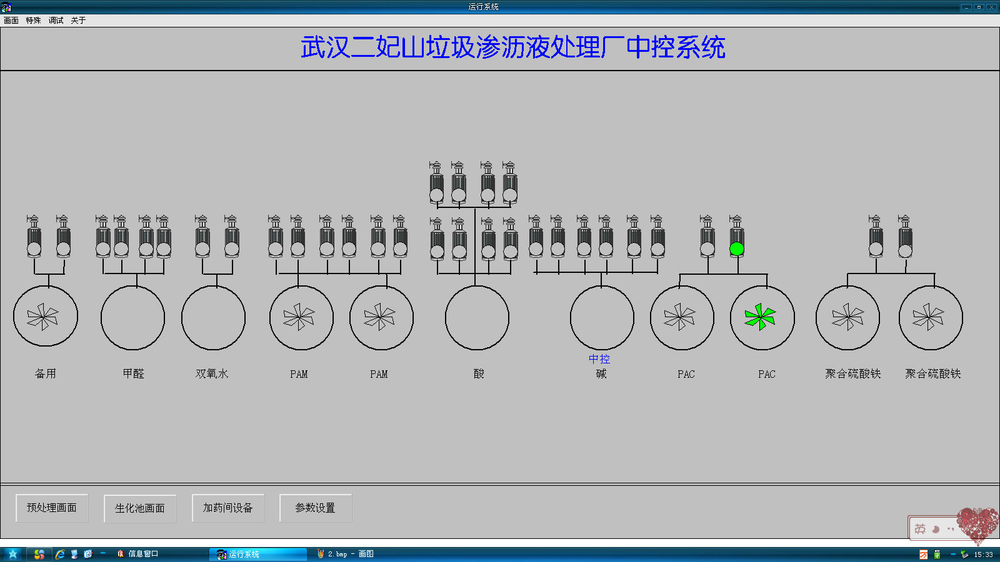 运行系统
画面 特殊 调试 关于
武汉二妃山垃圾渗沥液处理厂中控系统
中控
备用 甲醛 双氧水 PAM PAM 酸 碱 PAC PAC 聚合硫酸铁 聚合硫酸铁
预处理画面 生化池画面 加药间设备 参数设置
英
信息窗口 运行系统 2.bmp - 画图 15:33